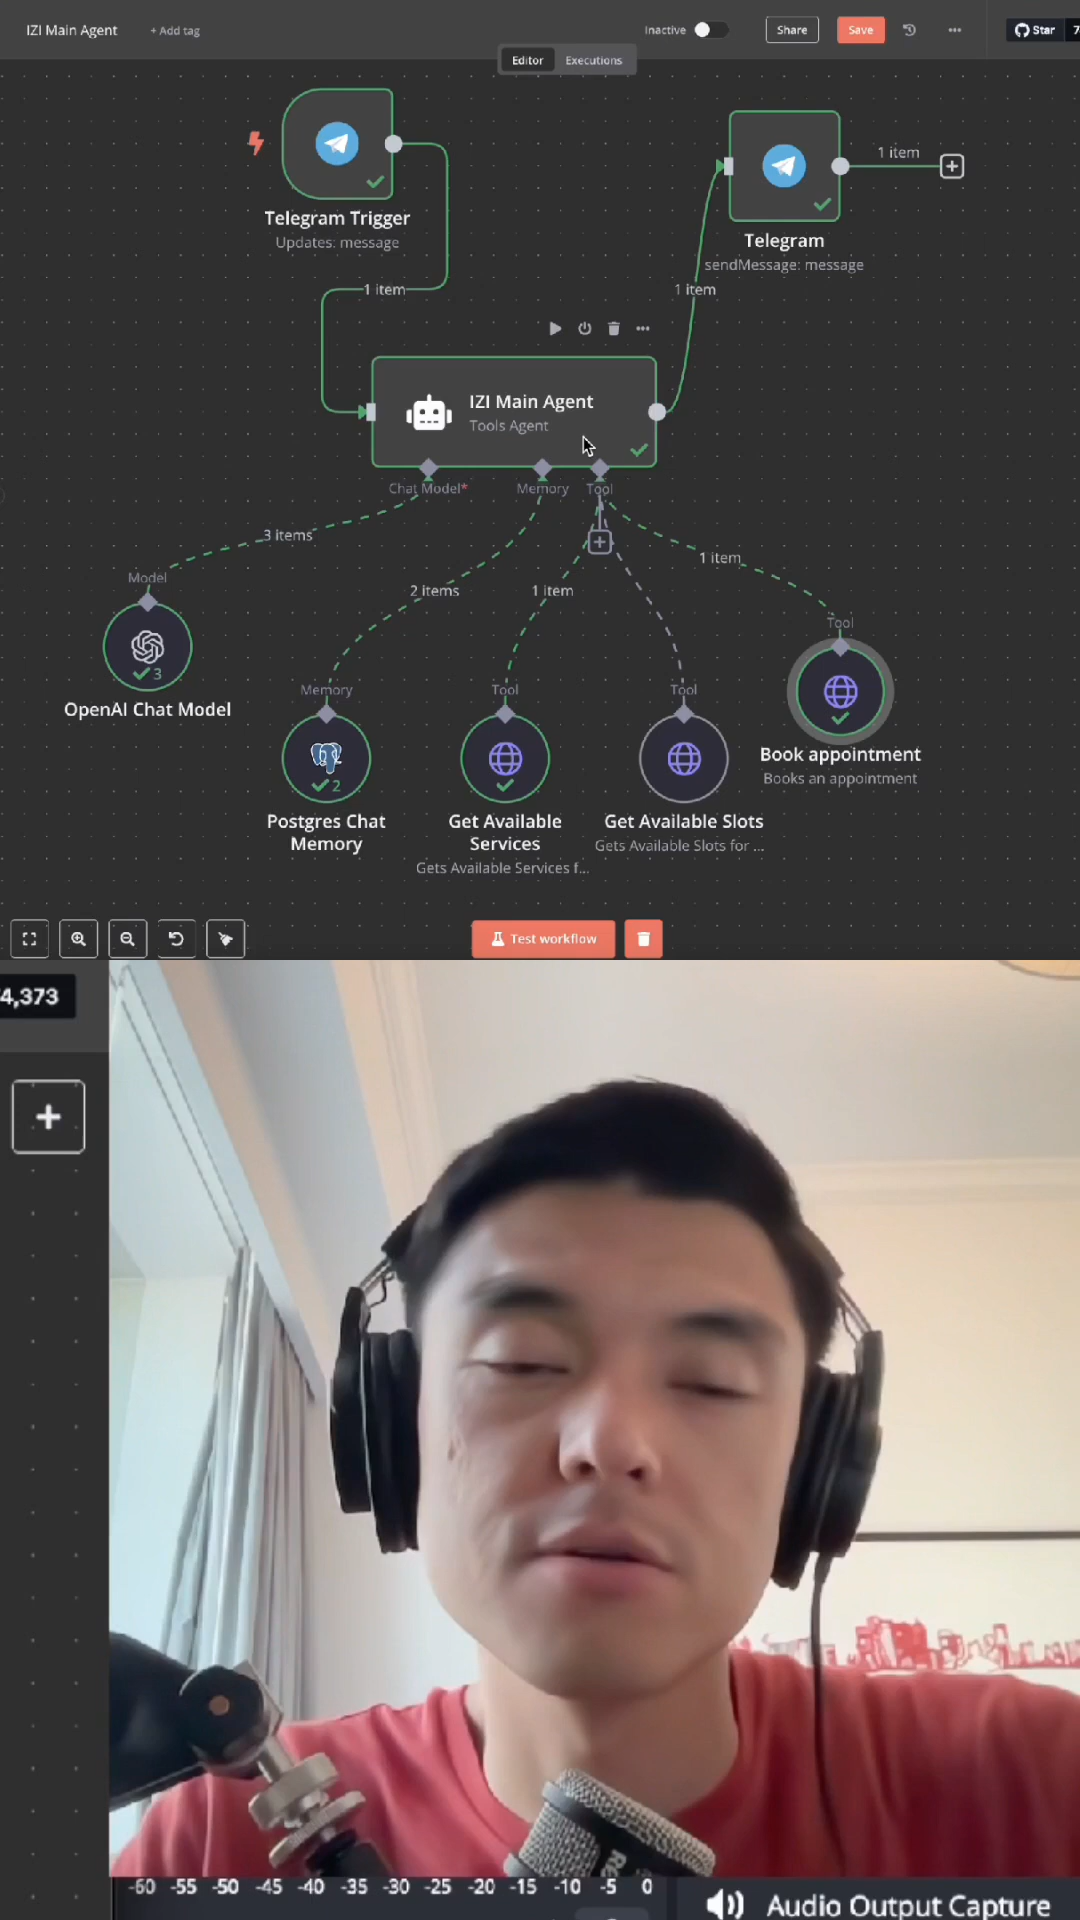 IZI Main Agent
+ Add tag
Inactive
Share
Save
Star
Editor
Executions
1 item
Telegram Trigger
Updates: message
Telegram
sendMessage: message
1 item
1 item
IZI Main Agent
Tools Agent
Chat Model*
Memory
Tool
3 items
1 item
Model
2 items
1 item
Tool
3
OpenAI Chat Model
Memory
Tool
Tool
Book appointment
Books an appointment
2
Postgres Chat
Memory
Get Available
Services
Gets Available Services f...
Get Available Slots
Gets Available Slots for ...
Test workflow
4,373
-60 -55 -50 -45 -40 -35 -30 -25 -20 -15 -10 -5 0
Audio Output Capture